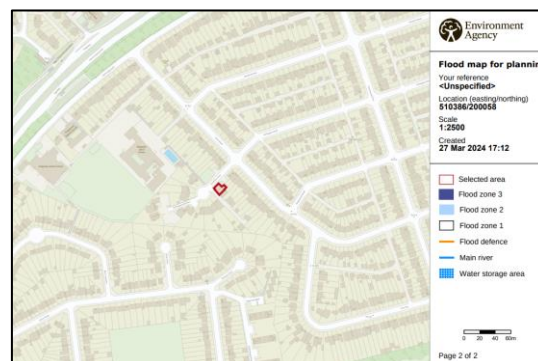 Environment
Agency
Flood map for plannin
Your reference
<Unspecified>
Location (easting/northing)
510386/200058
Scale
1:2500
Created
27 Mar 2024 17:12
Selected area
Flood zone 3
Flood zone 2
Flood zone 1
Flood defence
Main river
Water storage area
0 20 40 60m
Page 2 of 2